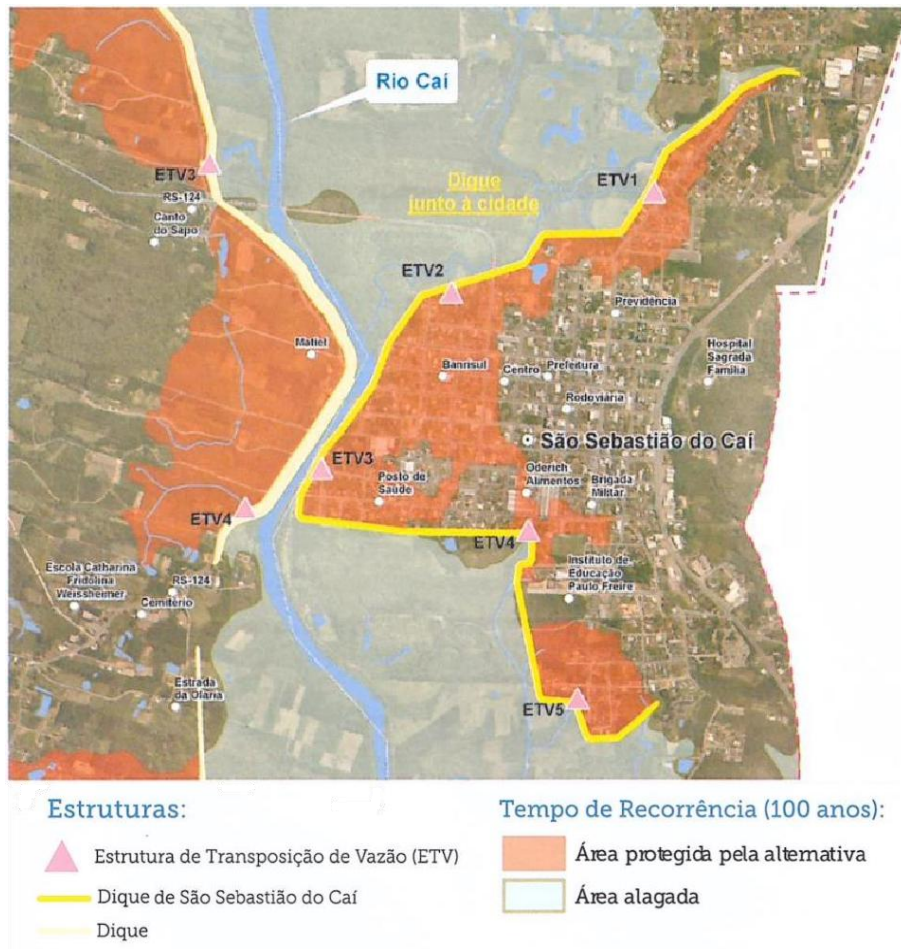 Rio Caí
ETV3
RS-124
Canto
do Sapo
Dique
junto à cidade
ETV1
ETV2
Matiel
Previdência
Banrisul
Centro
Prefeitura
Hospital
Sagrada
Família
Rodoviária
São Sebastião do Caí
ETV3
Posto de
Saúde
Oderich
Alimentos
Brigada
Militar
ETV4
ETV4
Escola Catharina
Fridolina
Weissheimer
RS-124
Cemitério
Instituto de
Educação
Paulo Freire
Estrada
da Olaria
ETV5
Estruturas:
Estrutura de Transposição de Vazão (ETV)
Dique de São Sebastião do Caí
Dique
Tempo de Recorrência (100 anos):
Área protegida pela alternativa
Área alagada